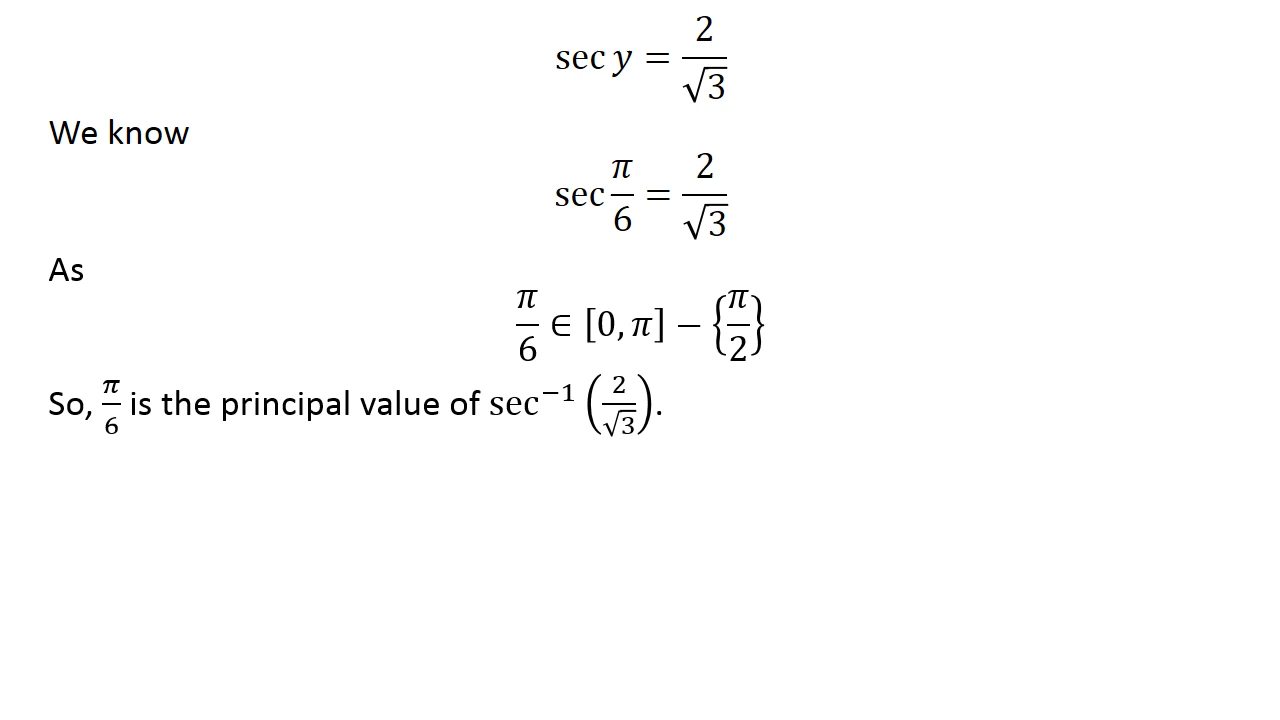 sec 𝑦 = 2/√3
We know
sec π/6 = 2/√3
As
π/6 ∈ [0, π] − {π/2}
So, π/6 is the principal value of sec⁻¹ (2/√3).